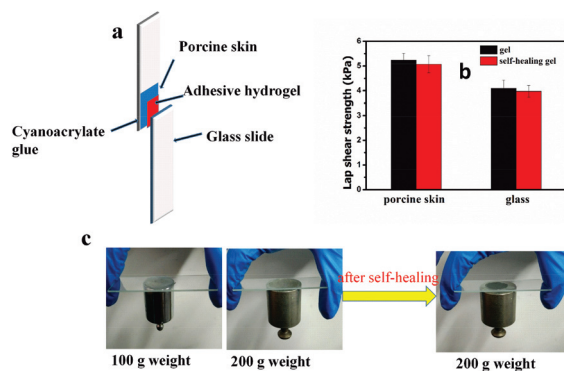 a
Porcine skin
Adhesive hydrogel
Cyanoacrylate
glue
Glass slide
Lap shear strength (kPa)
6
5
4
3
2
1
0
gel
self-healing gel
b
porcine skin
glass
c
after self-healing
100 g weight
200 g weight
200 g weight